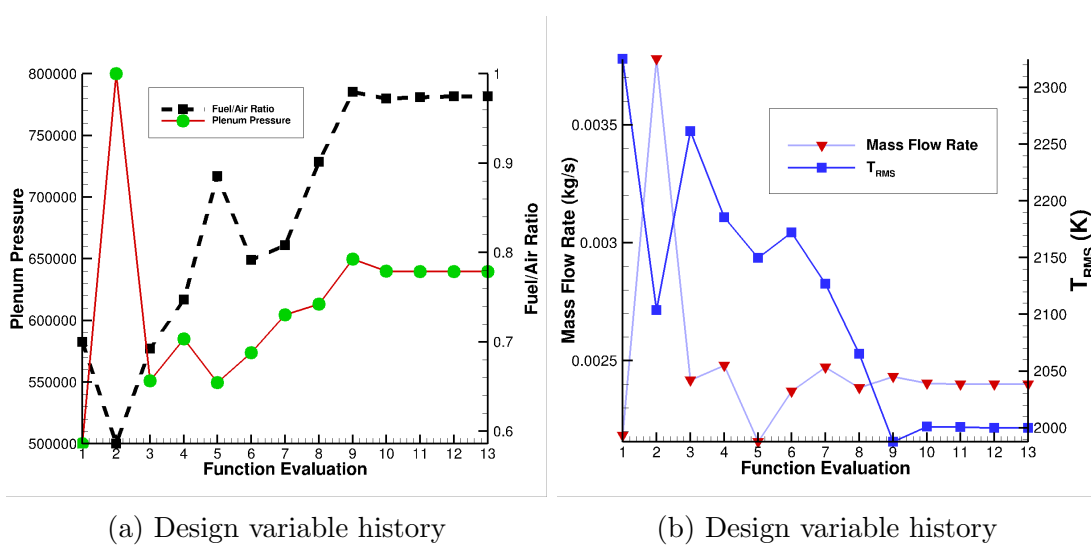 800000
750000
700000
650000
600000
550000
500000
Plenum Pressure
1
0.9
0.8
0.7
0.6
Fuel/Air Ratio
Fuel/Air Ratio
Plenum Pressure
1 2 3 4 5 6 7 8 9 10 11 12 13
Function Evaluation
(a) Design variable history
0.0035
0.003
0.0025
Mass Flow Rate (kg/s)
2300
2250
2200
2150
2100
2050
2000
T_RMS (K)
Mass Flow Rate
T_RMS
1 2 3 4 5 6 7 8 9 10 11 12 13
Function Evaluation
(b) Design variable history